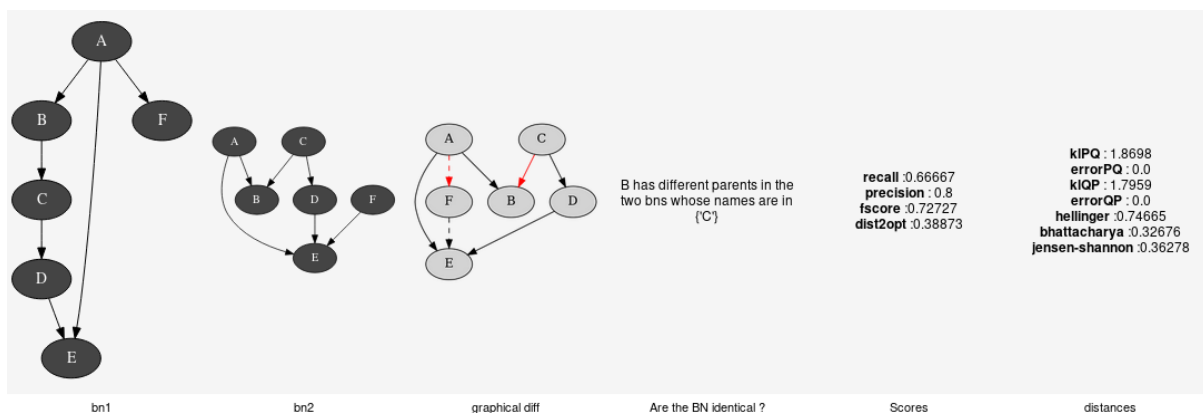 A
B
F
C
D
E
A
C
B
D
F
E
A
C
F
B
D
E
B has different parents in the
two bns whose names are in
{'C'}
recall :0.66667
precision : 0.8
fscore :0.72727
dist2opt :0.38873
klPQ : 1.8698
errorPQ : 0.0
klQP : 1.7959
errorQP : 0.0
hellinger : 0.74665
bhattacharya : 0.32676
jensen-shannon : 0.36278
bn1
bn2
graphical diff
Are the BN identical ?
Scores
distances